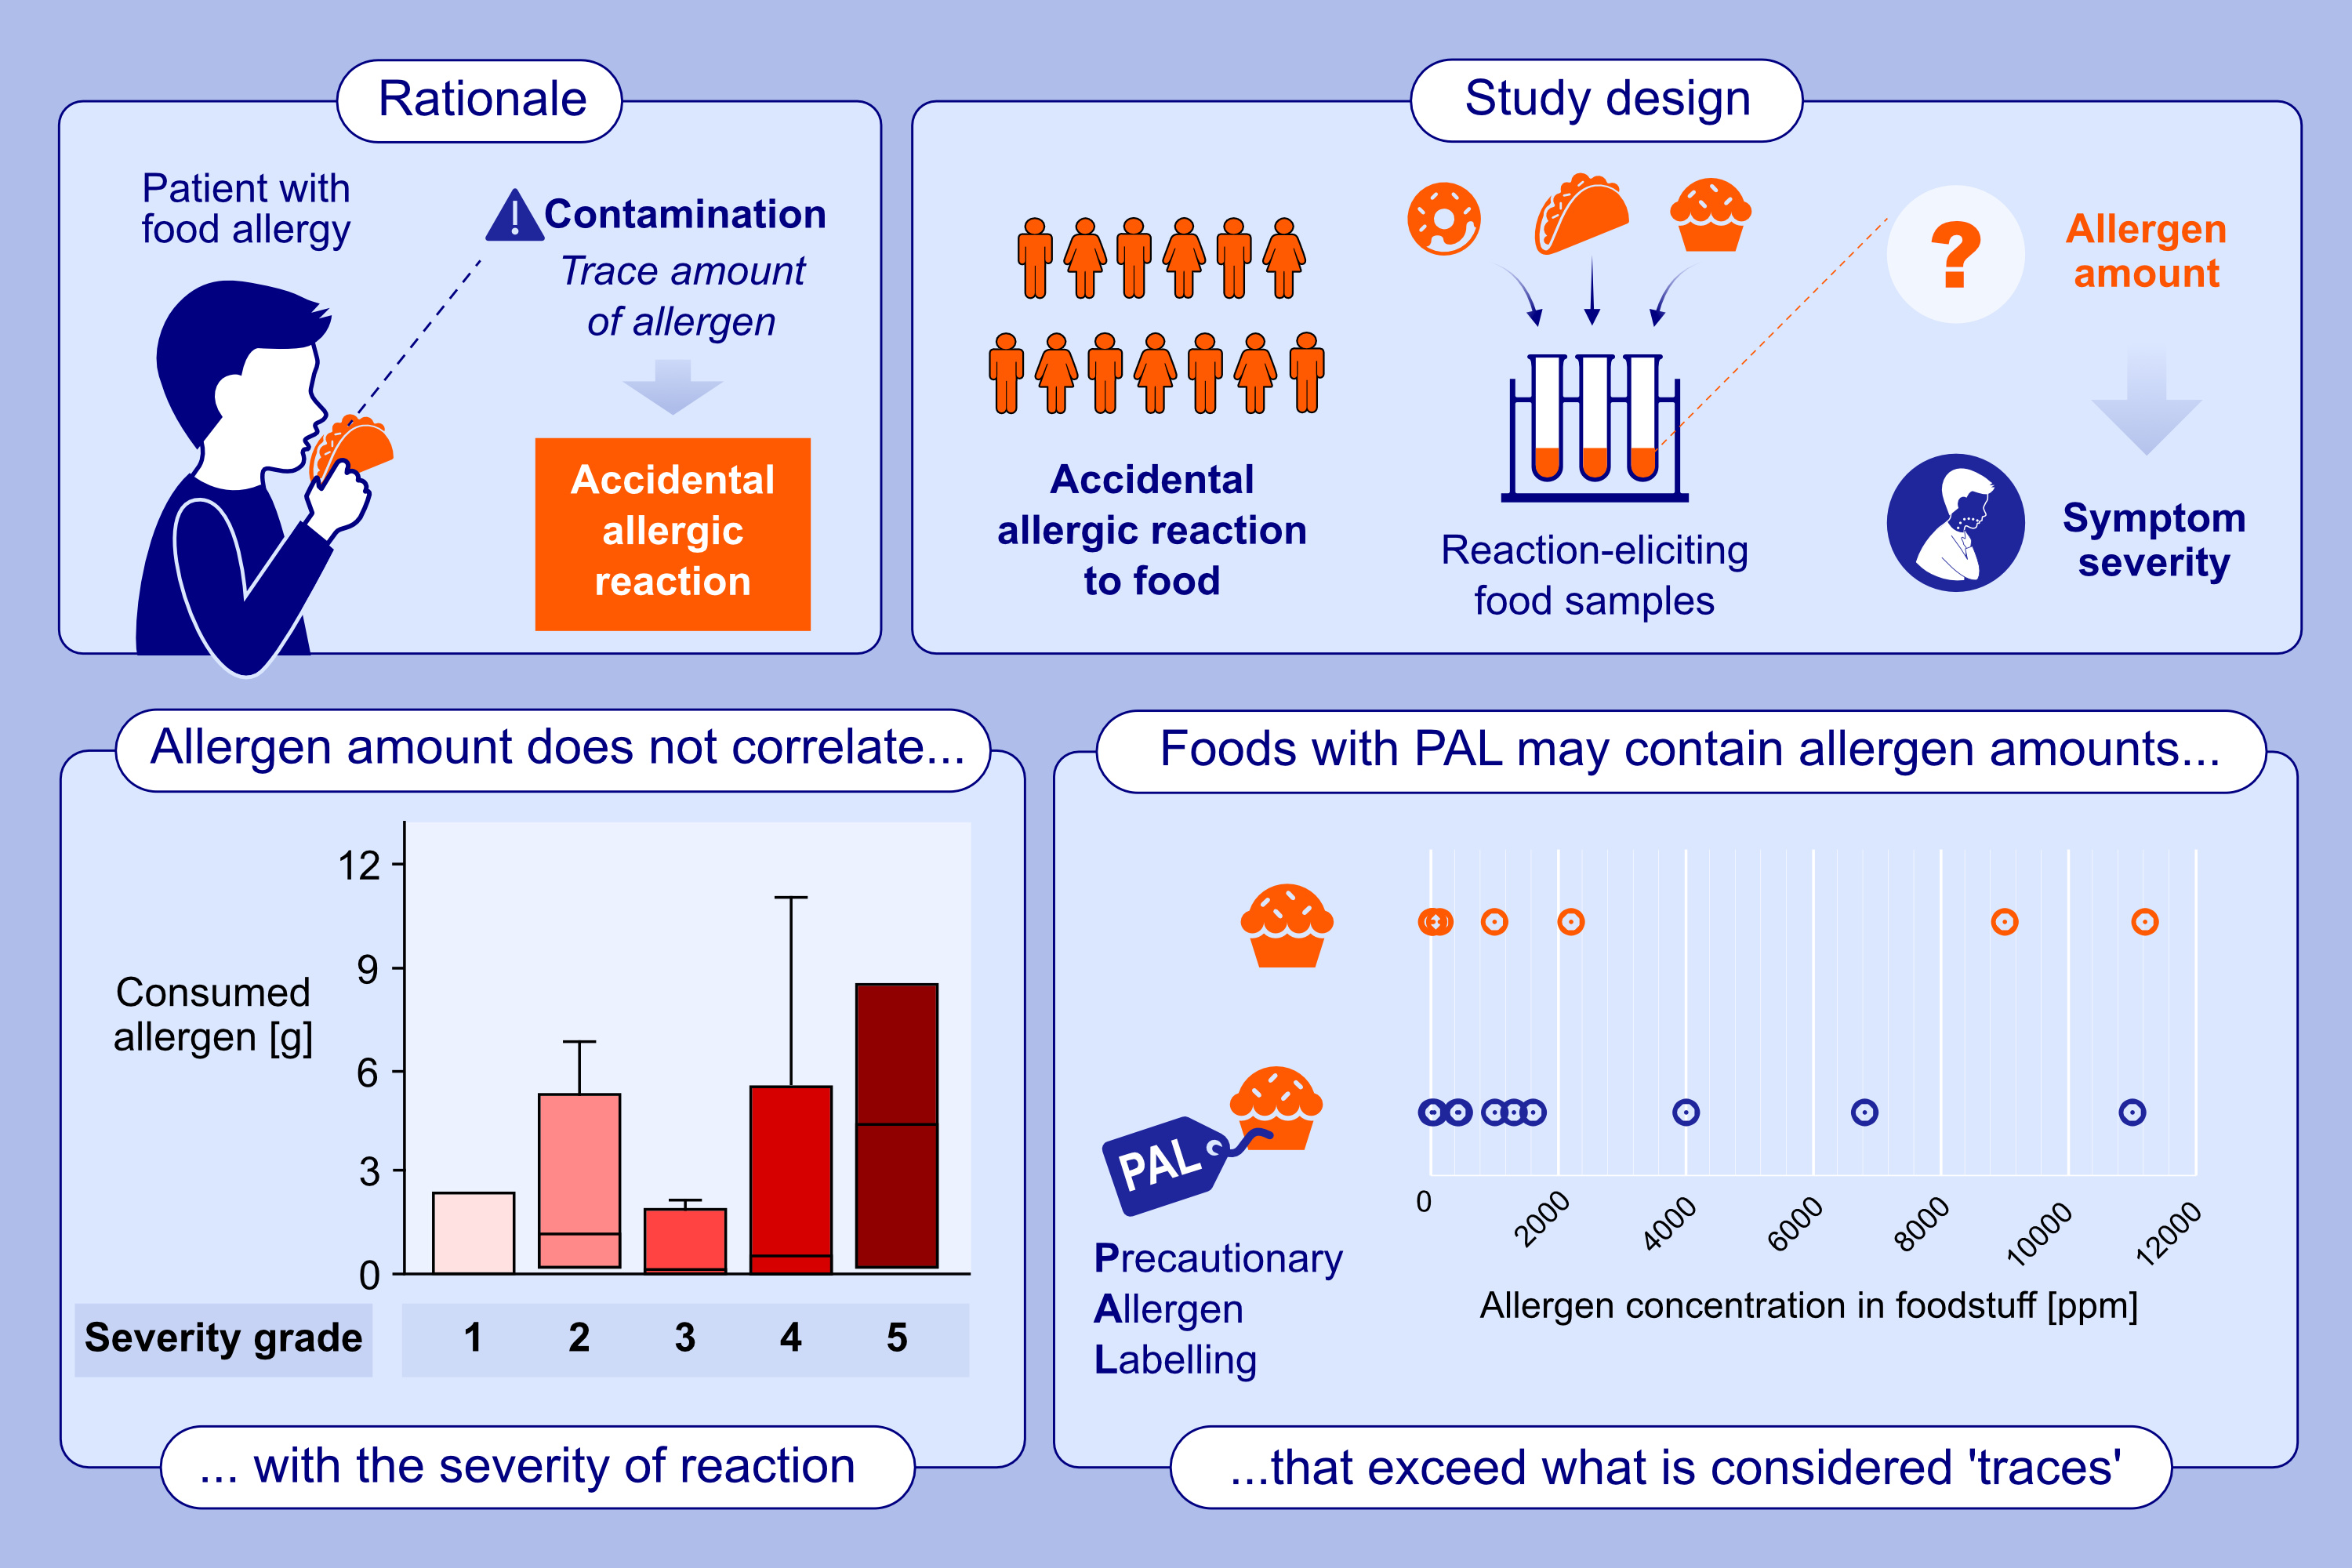 Rationale
Patient with
food allergy
!
Contamination
Trace amount
of allergen
Accidental
allergic
reaction
Study design
Accidental
allergic reaction
to food
Reaction-eliciting
food samples
?
Allergen
amount
Symptom
severity
Allergen amount does not correlate...
Consumed
allergen [g]
12
9
6
3
0
Severity grade 1 2 3 4 5
... with the severity of reaction
Foods with PAL may contain allergen amounts...
PAL
Precautionary
Allergen
Labelling
0 2000 4000 6000 8000 10000 12000
Allergen concentration in foodstuff [ppm]
...that exceed what is considered 'traces'